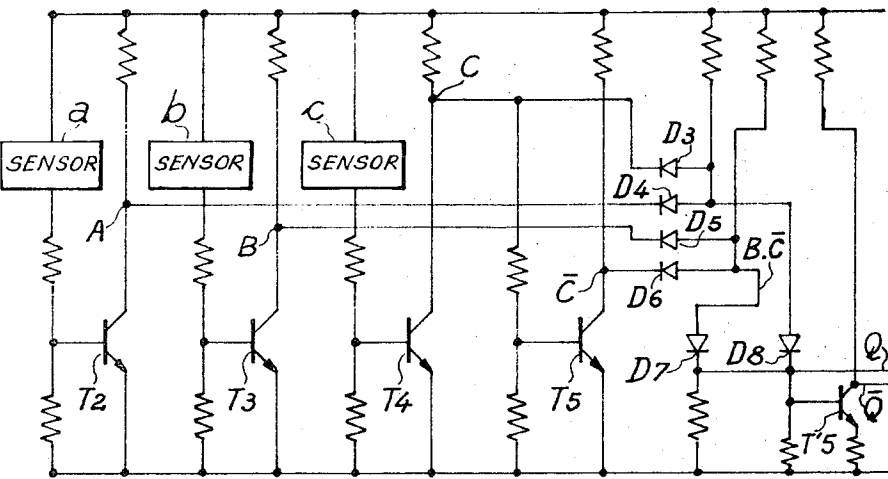 a
b
c
C
SENSOR
SENSOR
SENSOR
D3
D4
A
B
D5
B.C̅
C̅
D6
T2
T3
T4
T5
D7
D8
Q
Q̅
T'5